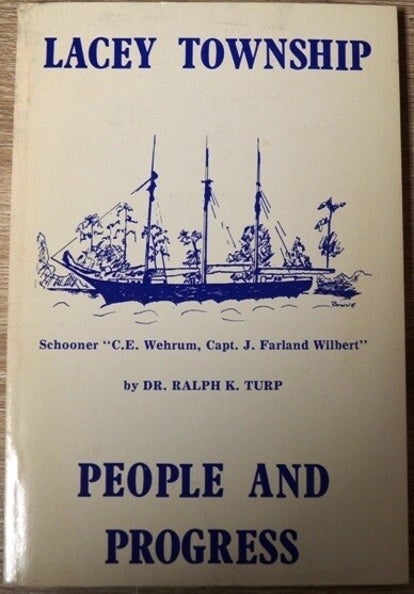 LACEY TOWNSHIP
Schooner "C.E. Wehrum, Capt. J. Farland Wilbert"
by DR. RALPH K. TURP
PEOPLE AND
PROGRESS